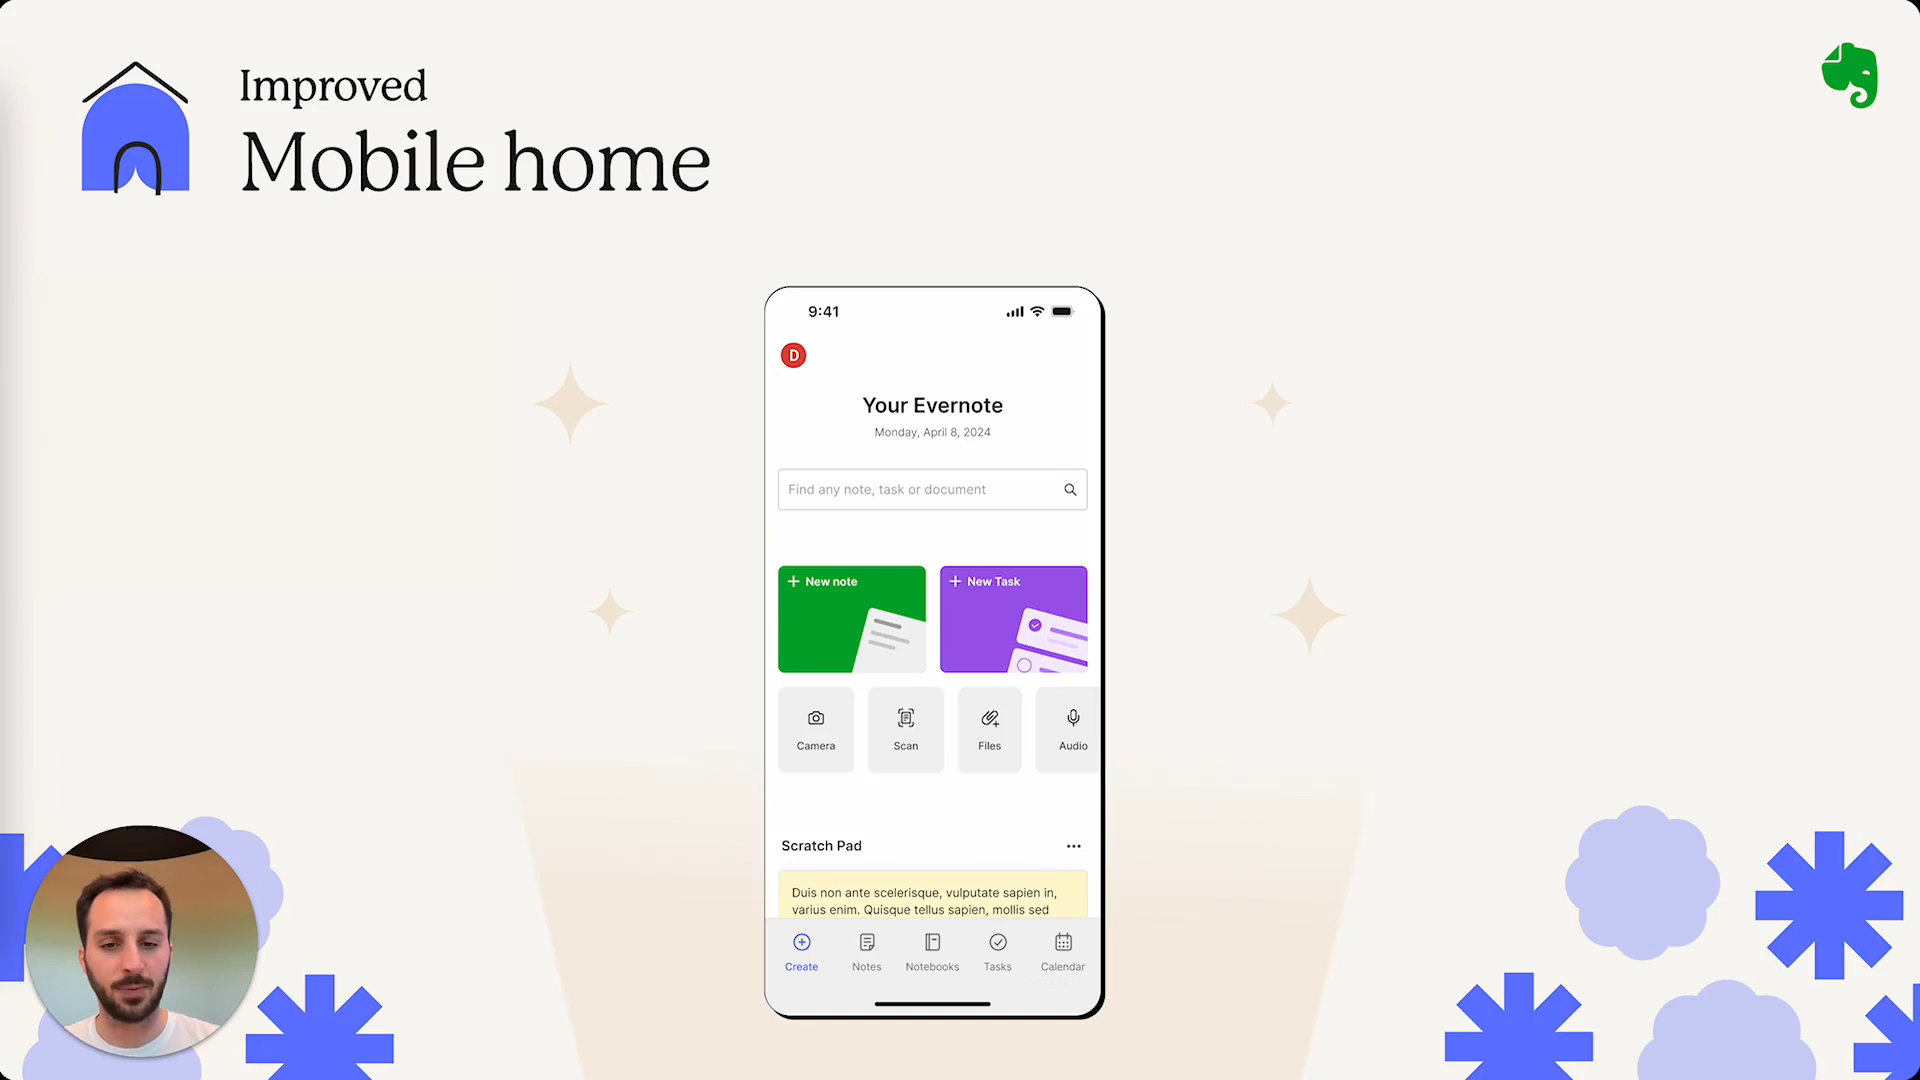 Improved
Mobile home
9:41
D
Your Evernote
Monday, April 8, 2024
Find any note, task or document
+ New note
+ New Task
Camera
Scan
Files
Audio
Scratch Pad
Duis non ante scelerisque, vulputate sapien in,
varius enim. Quisque tellus sapien, mollis sed
Create
Notes
Notebooks
Tasks
Calendar